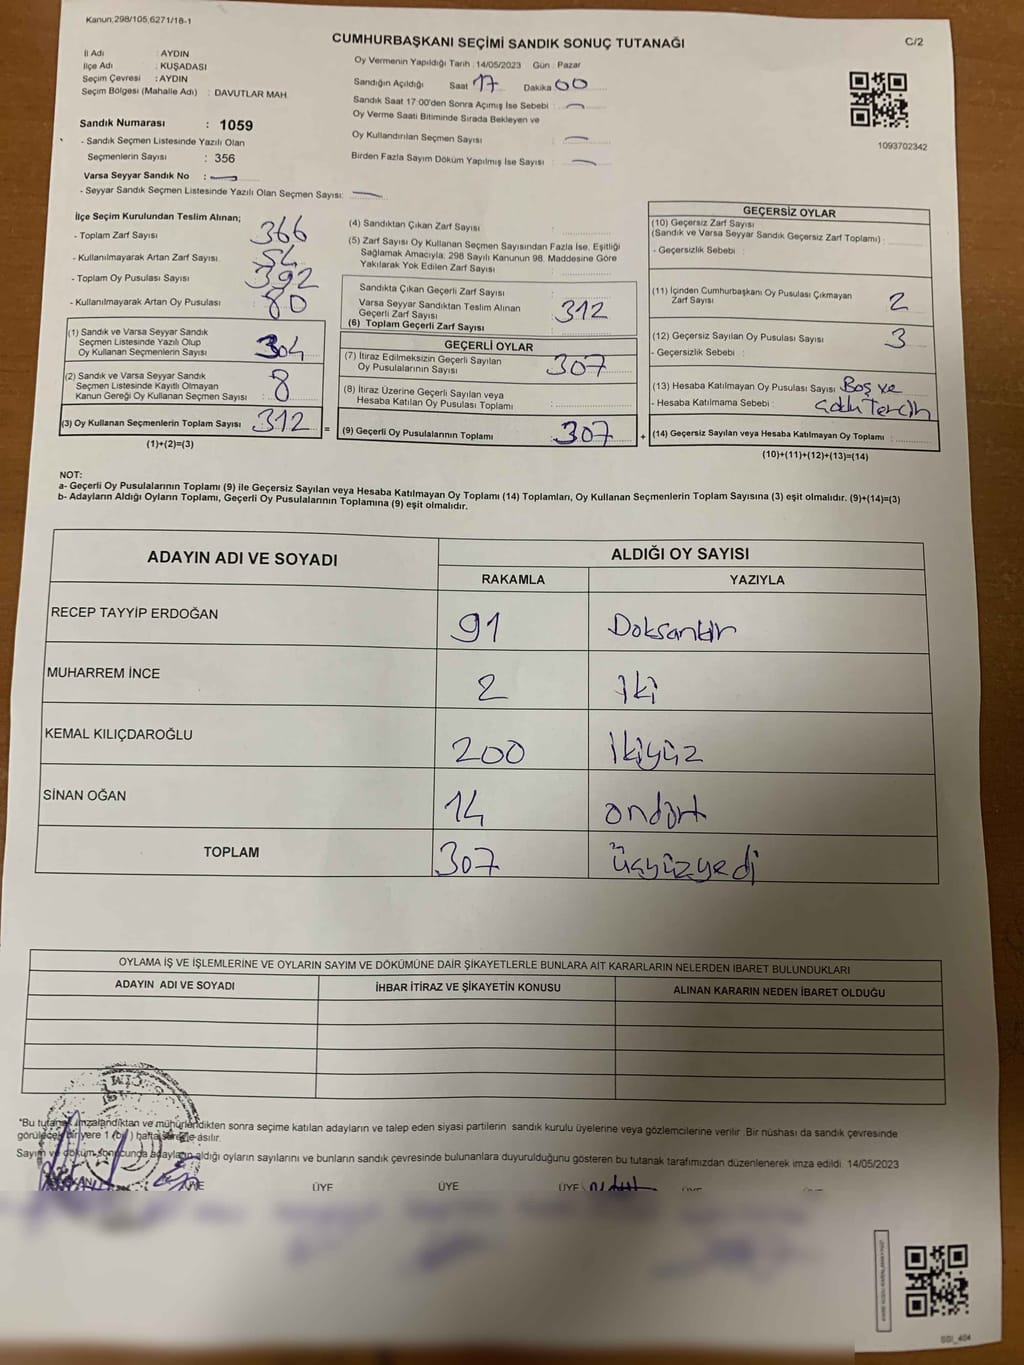 Kanun;298/105,6271/18-1
CUMHURBAŞKANI SEÇİMİ SANDIK SONUÇ TUTANAĞI
C/2
İl Adı : AYDIN
İlçe Adı : KUŞADASI
Seçim Çevresi : AYDIN
Seçim Bölgesi (Mahalle Adı) : DAVUTLAR MAH.
Oy Vermenin Yapıldığı Tarih : 14/05/2023 Gün : Pazar
Sandığın Açıldığı Saat 17 Dakika 00
Sandık Saat 17:00'den Sonra Açımış İse Sebebi :
Oy Verme Saati Bitiminde Sırada Bekleyen ve
Oy Kullandırılan Seçmen Sayısı :
Birden Fazla Sayım Döküm Yapılmış İse Sayısı :
1093702342
Sandık Numarası : 1059
- Sandık Seçmen Listesinde Yazılı Olan
Seçmenlerin Sayısı : 356
Varsa Seyyar Sandık No :
- Seyyar Sandık Seçmen Listesinde Yazılı Olan Seçmen Sayısı:
İlçe Seçim Kurulundan Teslim Alınan;
- Toplam Zarf Sayısı 366
- Kullanılmayarak Artan Zarf Sayısı 54
- Toplam Oy Pusulası Sayısı 392
- Kullanılmayarak Artan Oy Pusulası 80
(1) Sandık ve Varsa Seyyar Sandık
Seçmen Listesinde Yazılı Olup
Oy Kullanan Seçmenlerin Sayısı 304
(2) Sandık ve Varsa Seyyar Sandık
Seçmen Listesinde Kayıtlı Olmayan
Kanun Gereği Oy Kullanan Seçmen Sayısı : 8
(3) Oy Kullanan Seçmenlerin Toplam Sayısı 312 =
(1)+(2)=(3)
(4) Sandıktan Çıkan Zarf Sayısı :
(5) Zarf Sayısı Oy Kullanan Seçmen Sayısından Fazla İse, Eşitliği
Sağlamak Amacıyla, 298 Sayılı Kanunun 98. Maddesine Göre
Yakılarak Yok Edilen Zarf Sayısı :
Sandıkta Çıkan Geçerli Zarf Sayısı :
Varsa Seyyar Sandıktan Teslim Alınan
Geçerli Zarf Sayısı : 312
(6) Toplam Geçerli Zarf Sayısı :
GEÇERLİ OYLAR
(7) İtiraz Edilmeksizin Geçerli Sayılan
Oy Pusulalarının Sayısı : 307
(8) İtiraz Üzerine Geçerli Sayılan veya
Hesaba Katılan Oy Pusulası Toplamı :
(9) Geçerli Oy Pusulalarının Toplamı 307 +
GEÇERSİZ OYLAR
(10) Geçersiz Zarf Sayısı
(Sandık ve Varsa Seyyar Sandık Geçersiz Zarf Toplamı) :
- Geçersizlik Sebebi :
(11) İçinden Cumhurbaşkanı Oy Pusulası Çıkmayan
Zarf Sayısı : 2
(12) Geçersiz Sayılan Oy Pusulası Sayısı : 3
- Geçersizlik Sebebi :
(13) Hesaba Katılmayan Oy Pusulası Sayısı : Boş ve
- Hesaba Katılmama Sebebi : çoklu Tercih
(14) Geçersiz Sayılan veya Hesaba Katılmayan Oy Toplamı :
(10)+(11)+(12)+(13)=(14)
NOT:
a- Geçerli Oy Pusulalarının Toplamı (9) ile Geçersiz Sayılan veya Hesaba Katılmayan Oy Toplamı (14) Toplamları, Oy Kullanan Seçmenlerin Toplam Sayısına (3) eşit olmalıdır. (9)+(14)=(3)
b- Adayların Aldığı Oyların Toplamı, Geçerli Oy Pusulalarının Toplamına (9) eşit olmalıdır.
ADAYIN ADI VE SOYADI ALDIĞI OY SAYISI
RAKAMLA YAZIYLA
RECEP TAYYİP ERDOĞAN 91 Doksanbir
MUHARREM İNCE 2 iki
KEMAL KILIÇDAROĞLU 200 İkiyüz
SİNAN OĞAN 14 ondört
TOPLAM 307 Üçyüzyedi
OYLAMA İŞ VE İŞLEMLERİNE VE OYLARIN SAYIM VE DÖKÜMÜNE DAİR ŞİKAYETLERLE BUNLARA AİT KARARLARIN NELERDEN İBARET BULUNDUKLARI
ADAYIN ADI VE SOYADI İHBAR İTİRAZ VE ŞİKAYETİN KONUSU ALINAN KARARIN NEDEN İBARET OLDUĞU
*Bu tutanak imzalandıktan ve mühürlendikten sonra seçime katılan adayların ve talep eden siyasi partilerin sandık kurulu üyelerine veya gözlemcilerine verilir. Bir nüshası da sandık çevresinde
görülecek bir yere 1 (bir) hafta süre ile asılır.
Sayım ve döküm sonucunda adayların aldığı oyların sayılarını ve bunların sandık çevresinde bulunanlara duyurulduğunu gösteren bu tutanak tarafımızdan düzenlenerek imza edildi. 14/05/2023
ÜYE ÜYE ÜYE